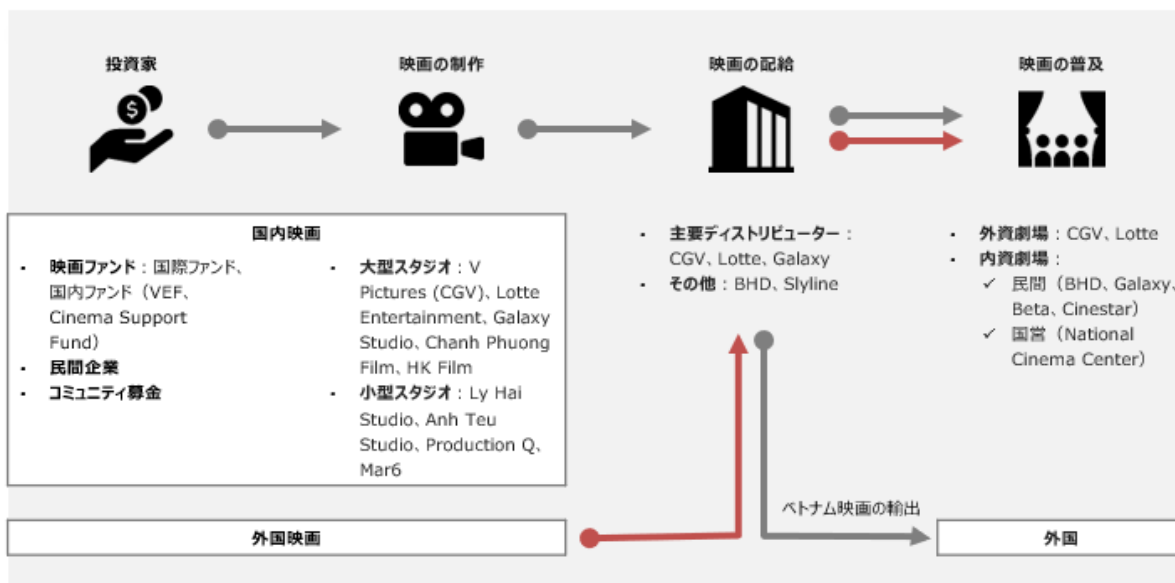 投資家
映画の制作
映画の配給
映画の普及
$
国内映画
・ 映画ファンド：国際ファンド、
国内ファンド（VEF、
Cinema Support
Fund）
・ 民間企業
・ コミュニティ募金
・ 大型スタジオ：V
Pictures (CGV)、Lotte
Entertainment、Galaxy
Studio、Chanh Phuong
Film、HK Film
・ 小型スタジオ：Ly Hai
Studio、Anh Teu
Studio、Production Q、
Mar6
・ 主要ディストリビューター：
CGV、Lotte、Galaxy
・ その他：BHD、Slyline
・ 外資劇場：CGV、Lotte
・ 内資劇場：
✓ 民間（BHD、Galaxy、
Beta、Cinestar）
✓ 国営（National
Cinema Center）
ベトナム映画の輸出
外国映画
外国